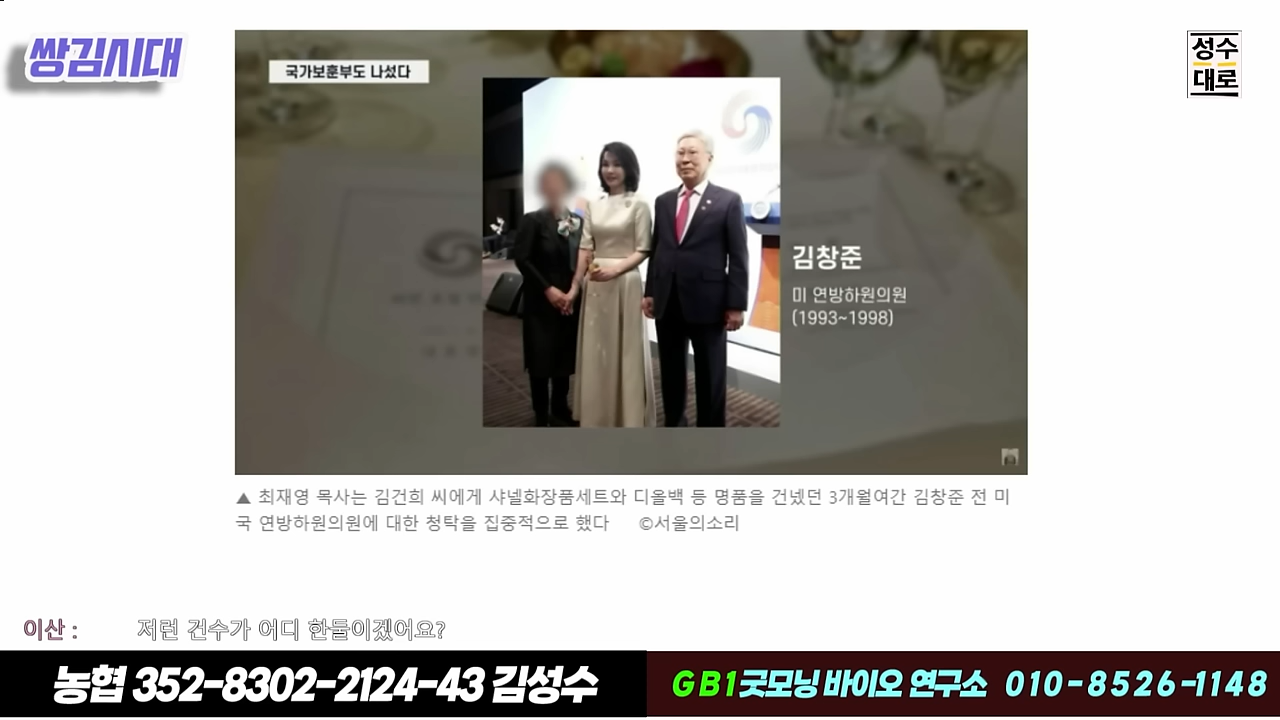 쌍김시대
성수
대로
국가보훈부도 나섰다
김창준
미 연방하원의원
(1993~1998)
▲ 최재영 목사는 김건희 씨에게 샤넬화장품세트와 디올백 등 명품을 건넸던 3개월여간 김창준 전 미
국 연방하원의원에 대한 청탁을 집중적으로 했다 ©서울의소리
이산 : 저런 건수가 어디 한둘이겠어요?
농협 352-8302-2124-43 김성수
GB1굿모닝 바이오 연구소 010-8526-1148